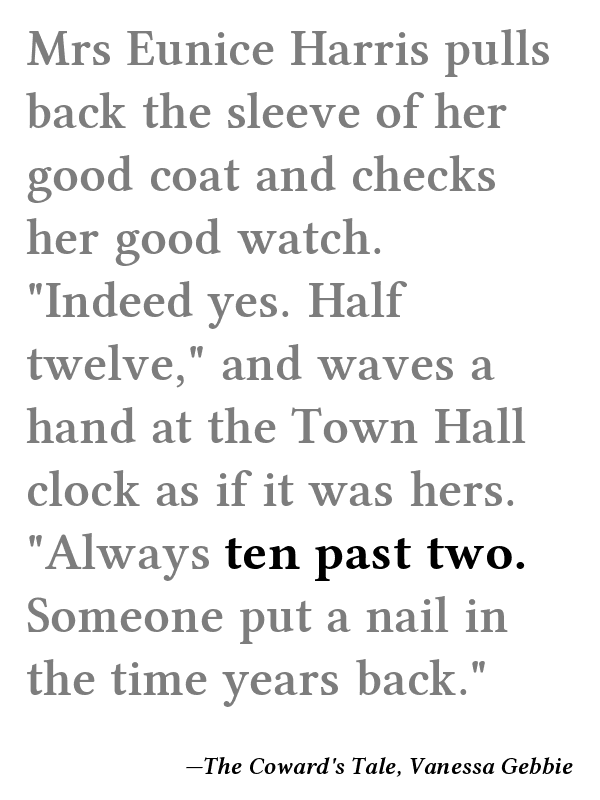 Mrs Eunice Harris pulls
back the sleeve of her
good coat and checks
her good watch.
"Indeed yes. Half
twelve," and waves a
hand at the Town Hall
clock as if it was hers.
"Always ten past two.
Someone put a nail in
the time years back."
—The Coward's Tale, Vanessa Gebbie